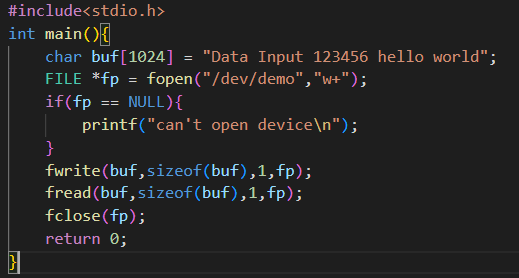 #include<stdio.h>
int main(){
    char buf[1024] = "Data Input 123456 hello world";
    FILE *fp = fopen("/dev/demo","w+");
    if(fp == NULL){
        printf("can't open device\n");
    }
    fwrite(buf,sizeof(buf),1,fp);
    fread(buf,sizeof(buf),1,fp);
    fclose(fp);
    return 0;
}